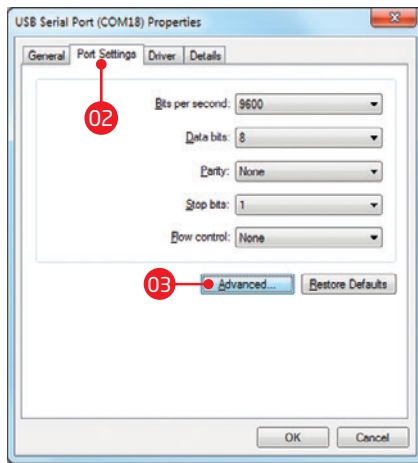 USB Serial Port (COM18) Properties
General Port Settings Driver Details
02
Bits per second: 9600
Data bits: 8
Parity: None
Stop bits: 1
Flow control: None
03
Advanced... Restore Defaults
OK Cancel